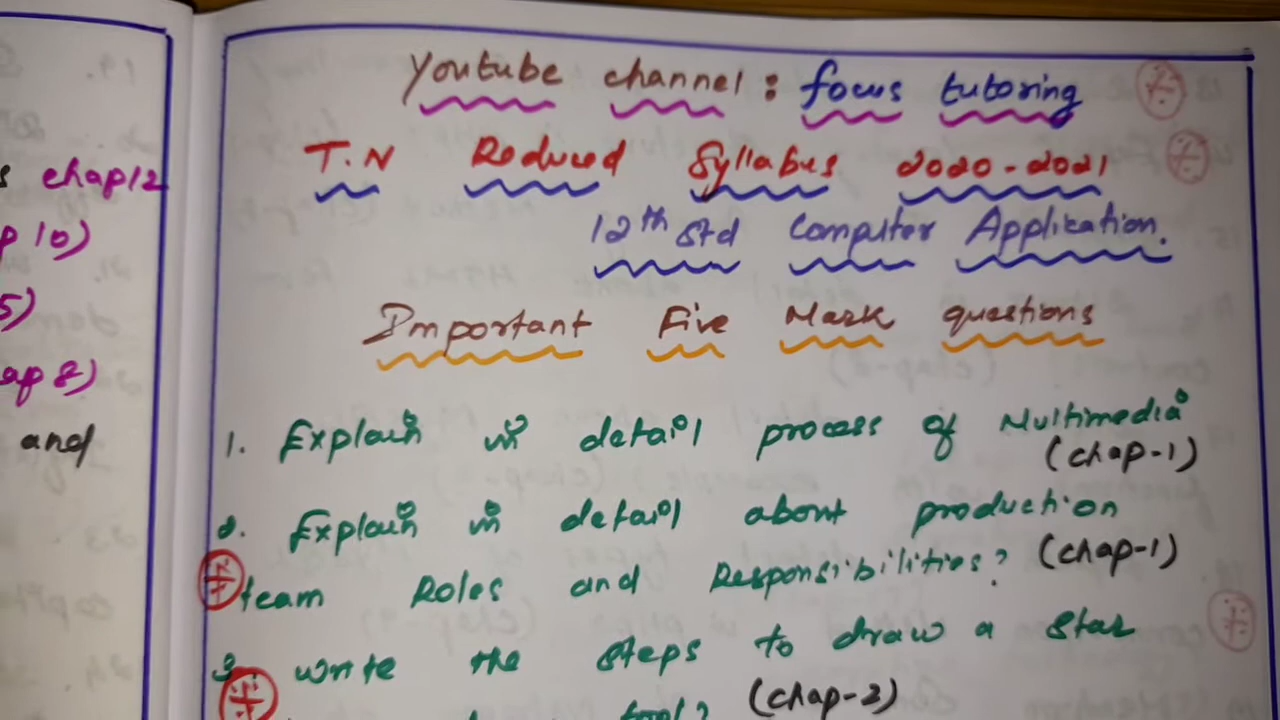 s chap12
p 10)
5)
ap 8)
and
Youtube channel : focus tutoring
T.N Reduced Syllabus 2020-2021
12th std Computer Application.
Important Five Mark questions
1. Explain in detail process of Multimedia
(chap-1)
2. Explain in detail about production
team Roles and Responsibilities? (chap-1)
3. write the steps to draw a star
tool? (chap-2)